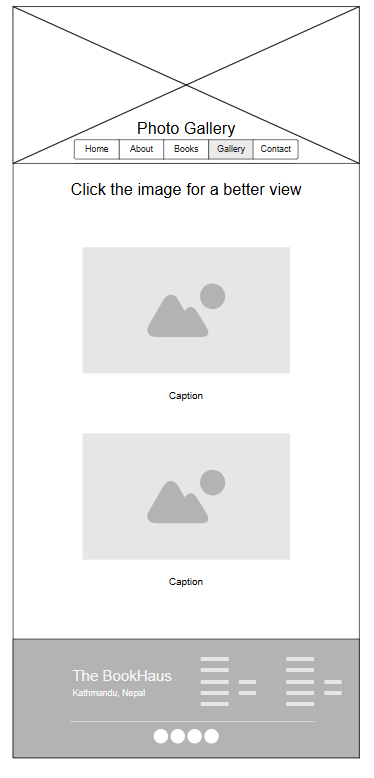 Photo Gallery
Home About Books Gallery Contact
Click the image for a better view
Caption
Caption
The BookHaus
Kathmandu, Nepal